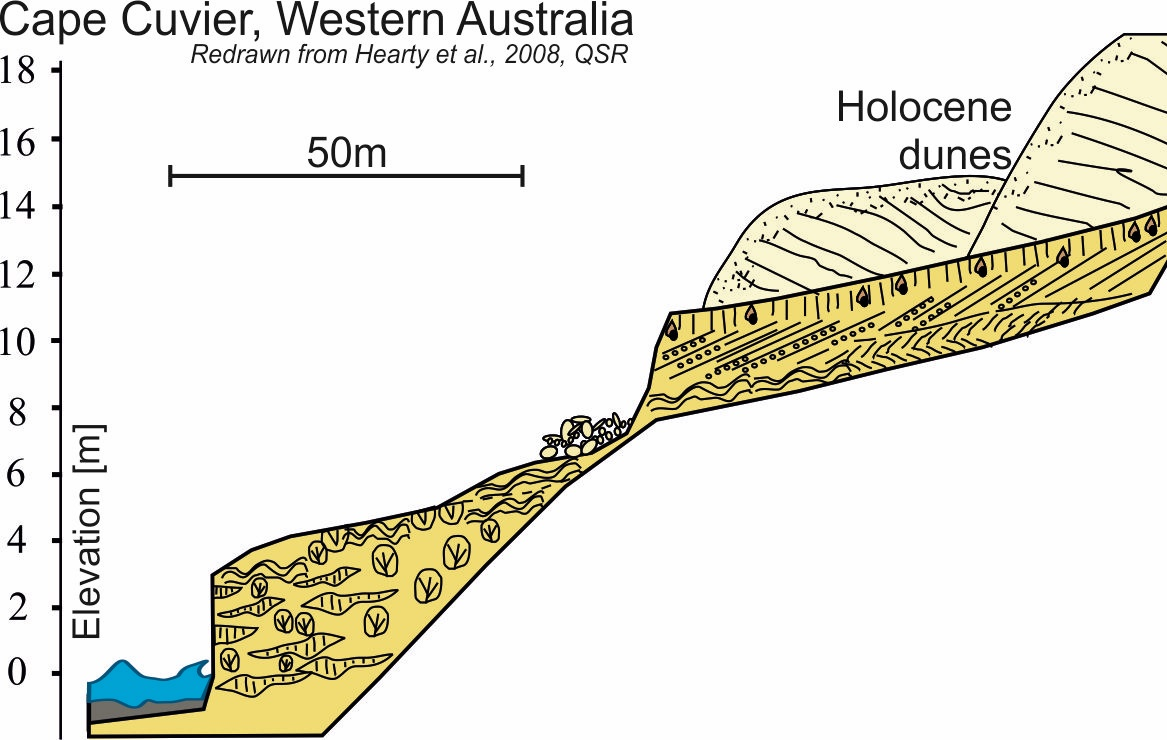 Cape Cuvier, Western Australia
Redrawn from Hearty et al., 2008, QSR
18
16
14
12
10
8
6
4
2
0
Elevation [m]
50m
Holocene
dunes